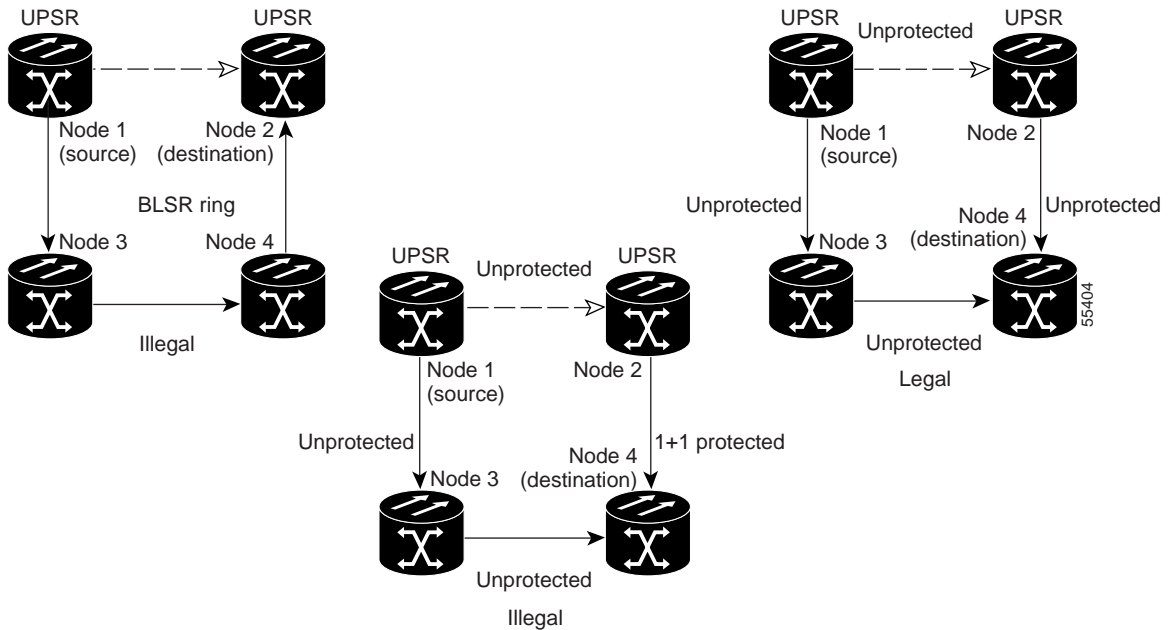 UPSR
UPSR
Node 1
(source)
Node 2
(destination)
BLSR ring
Node 3
Node 4
Illegal
UPSR
Unprotected
UPSR
Node 1
(source)
Node 2
Unprotected
1+1 protected
Node 3
Node 4
(destination)
Unprotected
Illegal
UPSR
Unprotected
UPSR
Node 1
(source)
Node 2
Unprotected
Unprotected
Node 3
Node 4
(destination)
Unprotected
Legal
55404